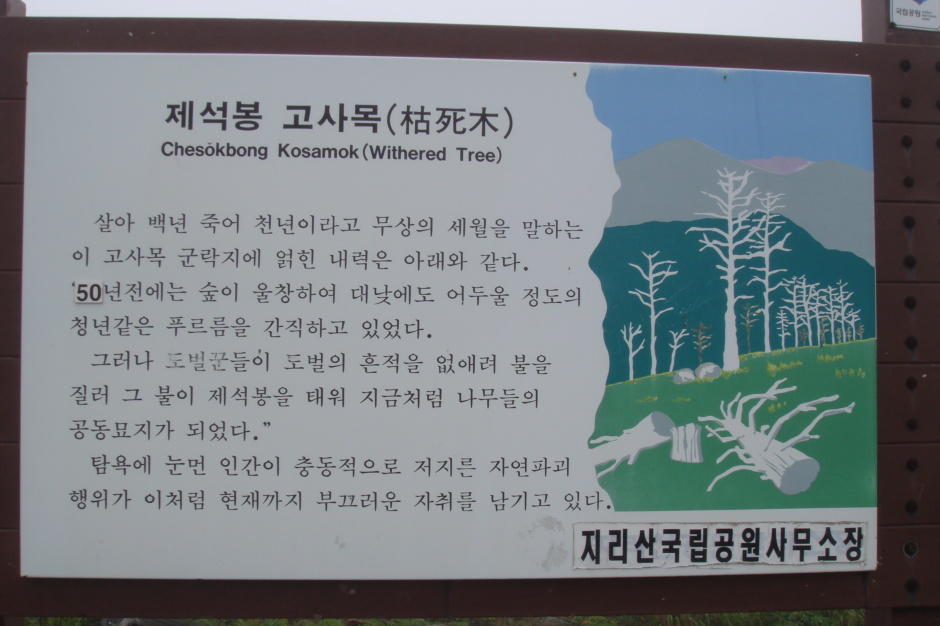 국립공원
제석봉 고사목(枯死木)
Chesŏkbong Kosamok(Withered Tree)
살아 백년 죽어 천년이라고 무상의 세월을 말하는
이 고사목 군락지에 얽힌 내력은 아래와 같다.
“50년전에는 숲이 울창하여 대낮에도 어두울 정도의
청년같은 푸르름을 간직하고 있었다.
그러나 도벌꾼들이 도벌의 흔적을 없애려 불을
질러 그 불이 제석봉을 태워 지금처럼 나무들의
공동묘지가 되었다.”
탐욕에 눈먼 인간이 충동적으로 저지른 자연파괴
행위가 이처럼 현재까지 부끄러운 자취를 남기고 있다.
지리산국립공원사무소장